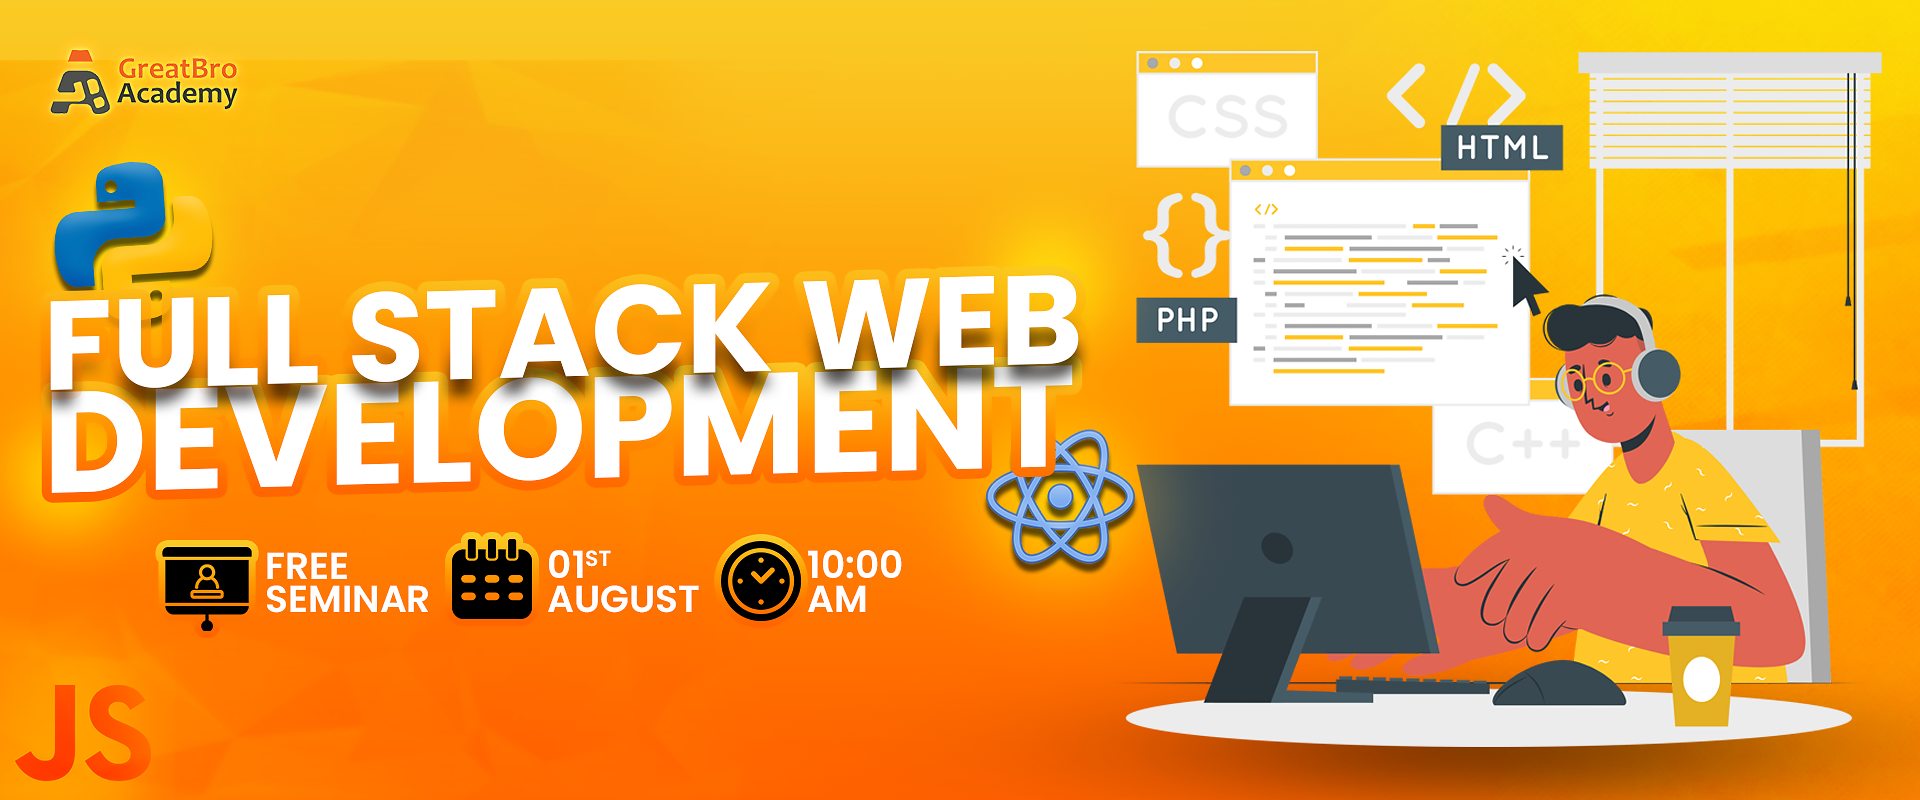 GreatBro
Academy
FULL STACK WEB
DEVELOPMENT
FREE
SEMINAR
01ST
AUGUST
10:00
AM
JS
CSS
</>
HTML
</>
{}
PHP
C++